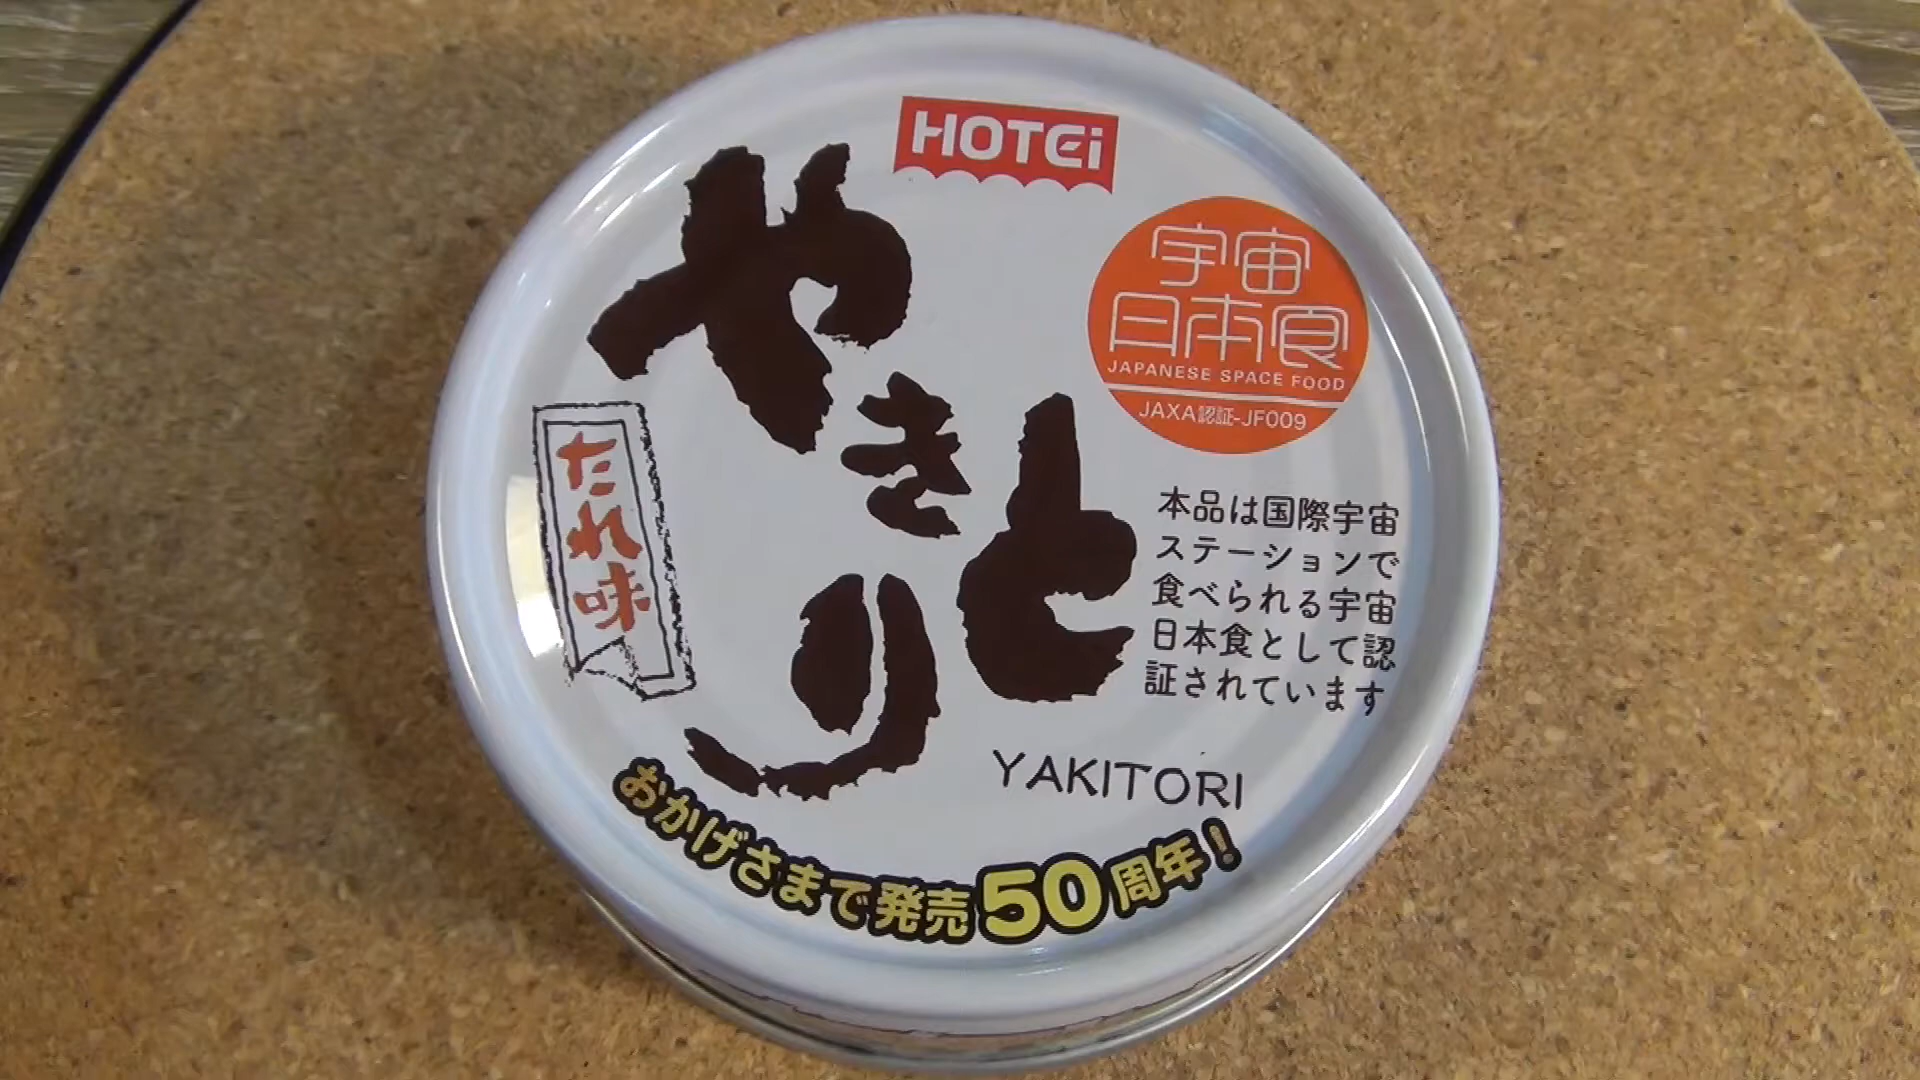 HOTEi
やきとり
宇宙
日本食
JAPANESE SPACE FOOD
JAXA認証-JF009
たれ味
本品は国際宇宙
ステーションで
食べられる宇宙
日本食として認
証されています
YAKITORI
おかげさまで発売50周年！